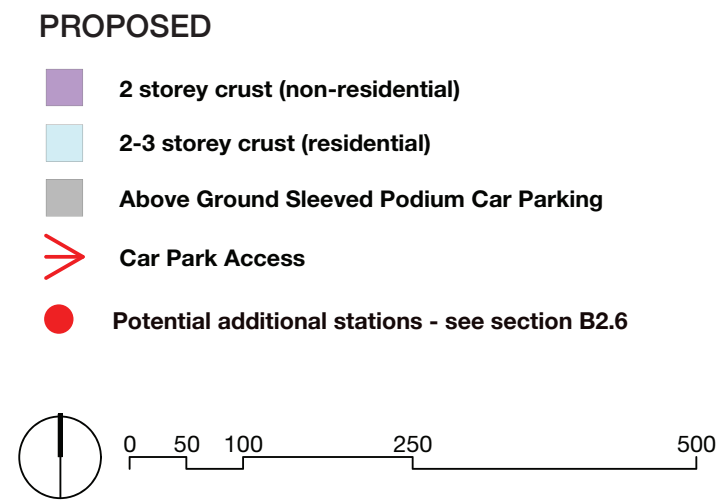 PROPOSED
2 storey crust (non-residential)
2-3 storey crust (residential)
Above Ground Sleeved Podium Car Parking
Car Park Access
Potential additional stations - see section B2.6
0 50 100 250 500